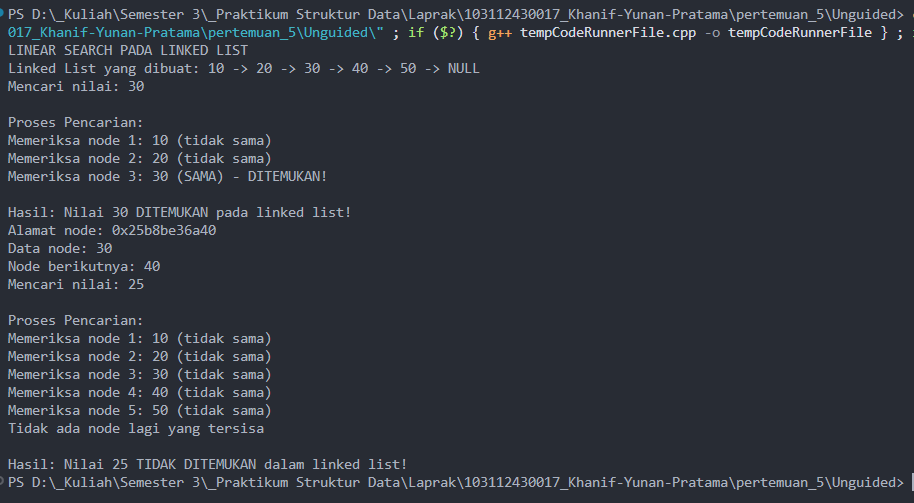 PS D:\_Kuliah\Semester 3\_Praktikum Struktur Data\Laprak\103112430017_Khanif-Yunan-Pratama\pertemuan_5\Unguided>
017_Khanif-Yunan-Pratama\pertemuan_5\Unguided\" ; if ($?) { g++ tempCodeRunnerFile.cpp -o tempCodeRunnerFile } ;
LINEAR SEARCH PADA LINKED LIST
Linked List yang dibuat: 10 -> 20 -> 30 -> 40 -> 50 -> NULL
Mencari nilai: 30
Proses Pencarian:
Memeriksa node 1: 10 (tidak sama)
Memeriksa node 2: 20 (tidak sama)
Memeriksa node 3: 30 (SAMA) - DITEMUKAN!
Hasil: Nilai 30 DITEMUKAN pada linked list!
Alamat node: 0x25b8be36a40
Data node: 30
Node berikutnya: 40
Mencari nilai: 25
Proses Pencarian:
Memeriksa node 1: 10 (tidak sama)
Memeriksa node 2: 20 (tidak sama)
Memeriksa node 3: 30 (tidak sama)
Memeriksa node 4: 40 (tidak sama)
Memeriksa node 5: 50 (tidak sama)
Tidak ada node lagi yang tersisa
Hasil: Nilai 25 TIDAK DITEMUKAN dalam linked list!
PS D:\_Kuliah\Semester 3\_Praktikum Struktur Data\Laprak\103112430017_Khanif-Yunan-Pratama\pertemuan_5\Unguided>